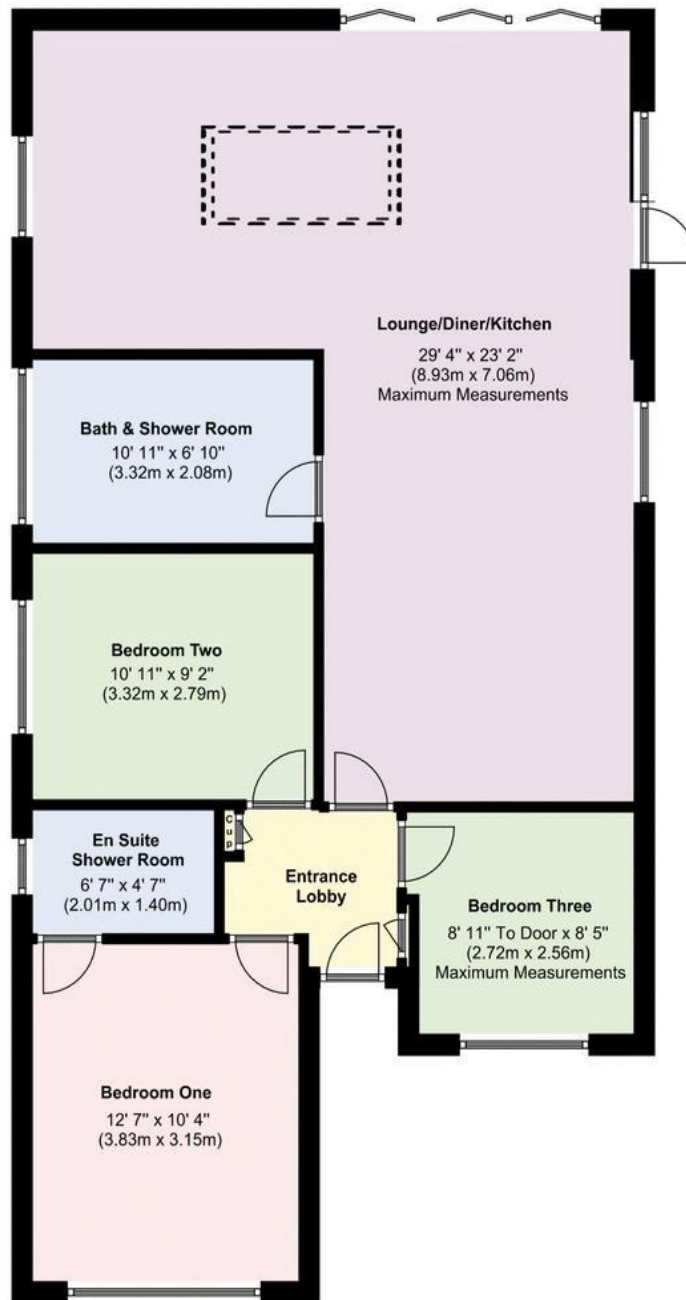 Lounge/Diner/Kitchen
29' 4" x 23' 2"
(8.93m x 7.06m)
Maximum Measurements
Bath & Shower Room
10' 11" x 6' 10"
(3.32m x 2.08m)
Bedroom Two
10' 11" x 9' 2"
(3.32m x 2.79m)
Cup
En Suite
Shower Room
6' 7" x 4' 7"
(2.01m x 1.40m)
Entrance
Lobby
Bedroom Three
8' 11" To Door x 8' 5"
(2.72m x 2.56m)
Maximum Measurements
Bedroom One
12' 7" x 10' 4"
(3.83m x 3.15m)